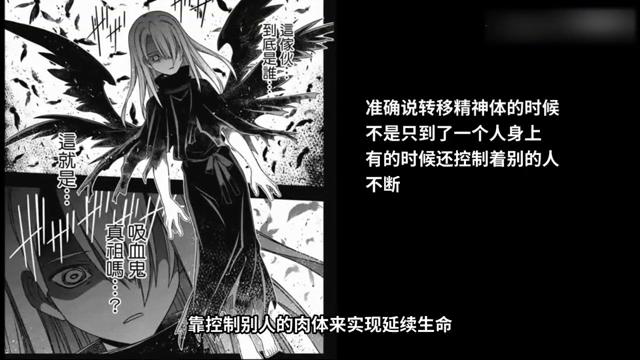 這傢伙…
到底是誰…
這就是…
吸血鬼
真祖嗎…？
准确说转移精神体的时候
不是只到了一个人身上
有的时候还控制着别的人
不断
靠控制别人的肉体来实现延续生命